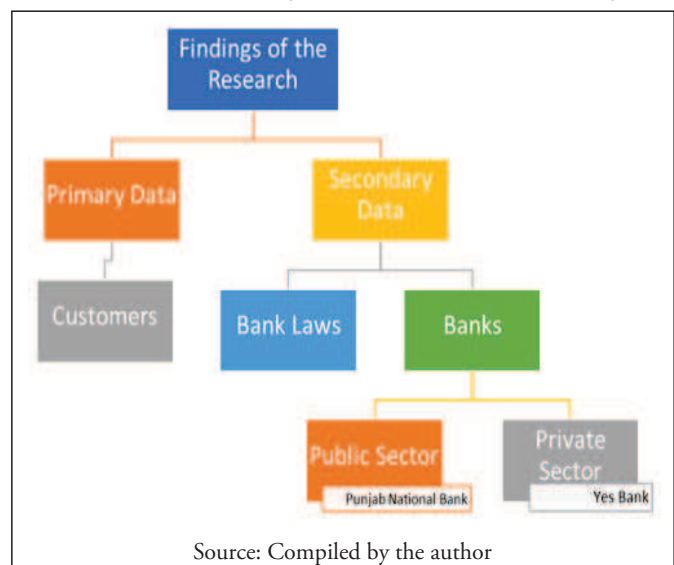 Findings of the
Research
Primary Data
Secondary
Data
Customers
Bank Laws
Banks
Public Sector
Punjab National Bank
Private
Sector
Yes Bank
Source: Compiled by the author